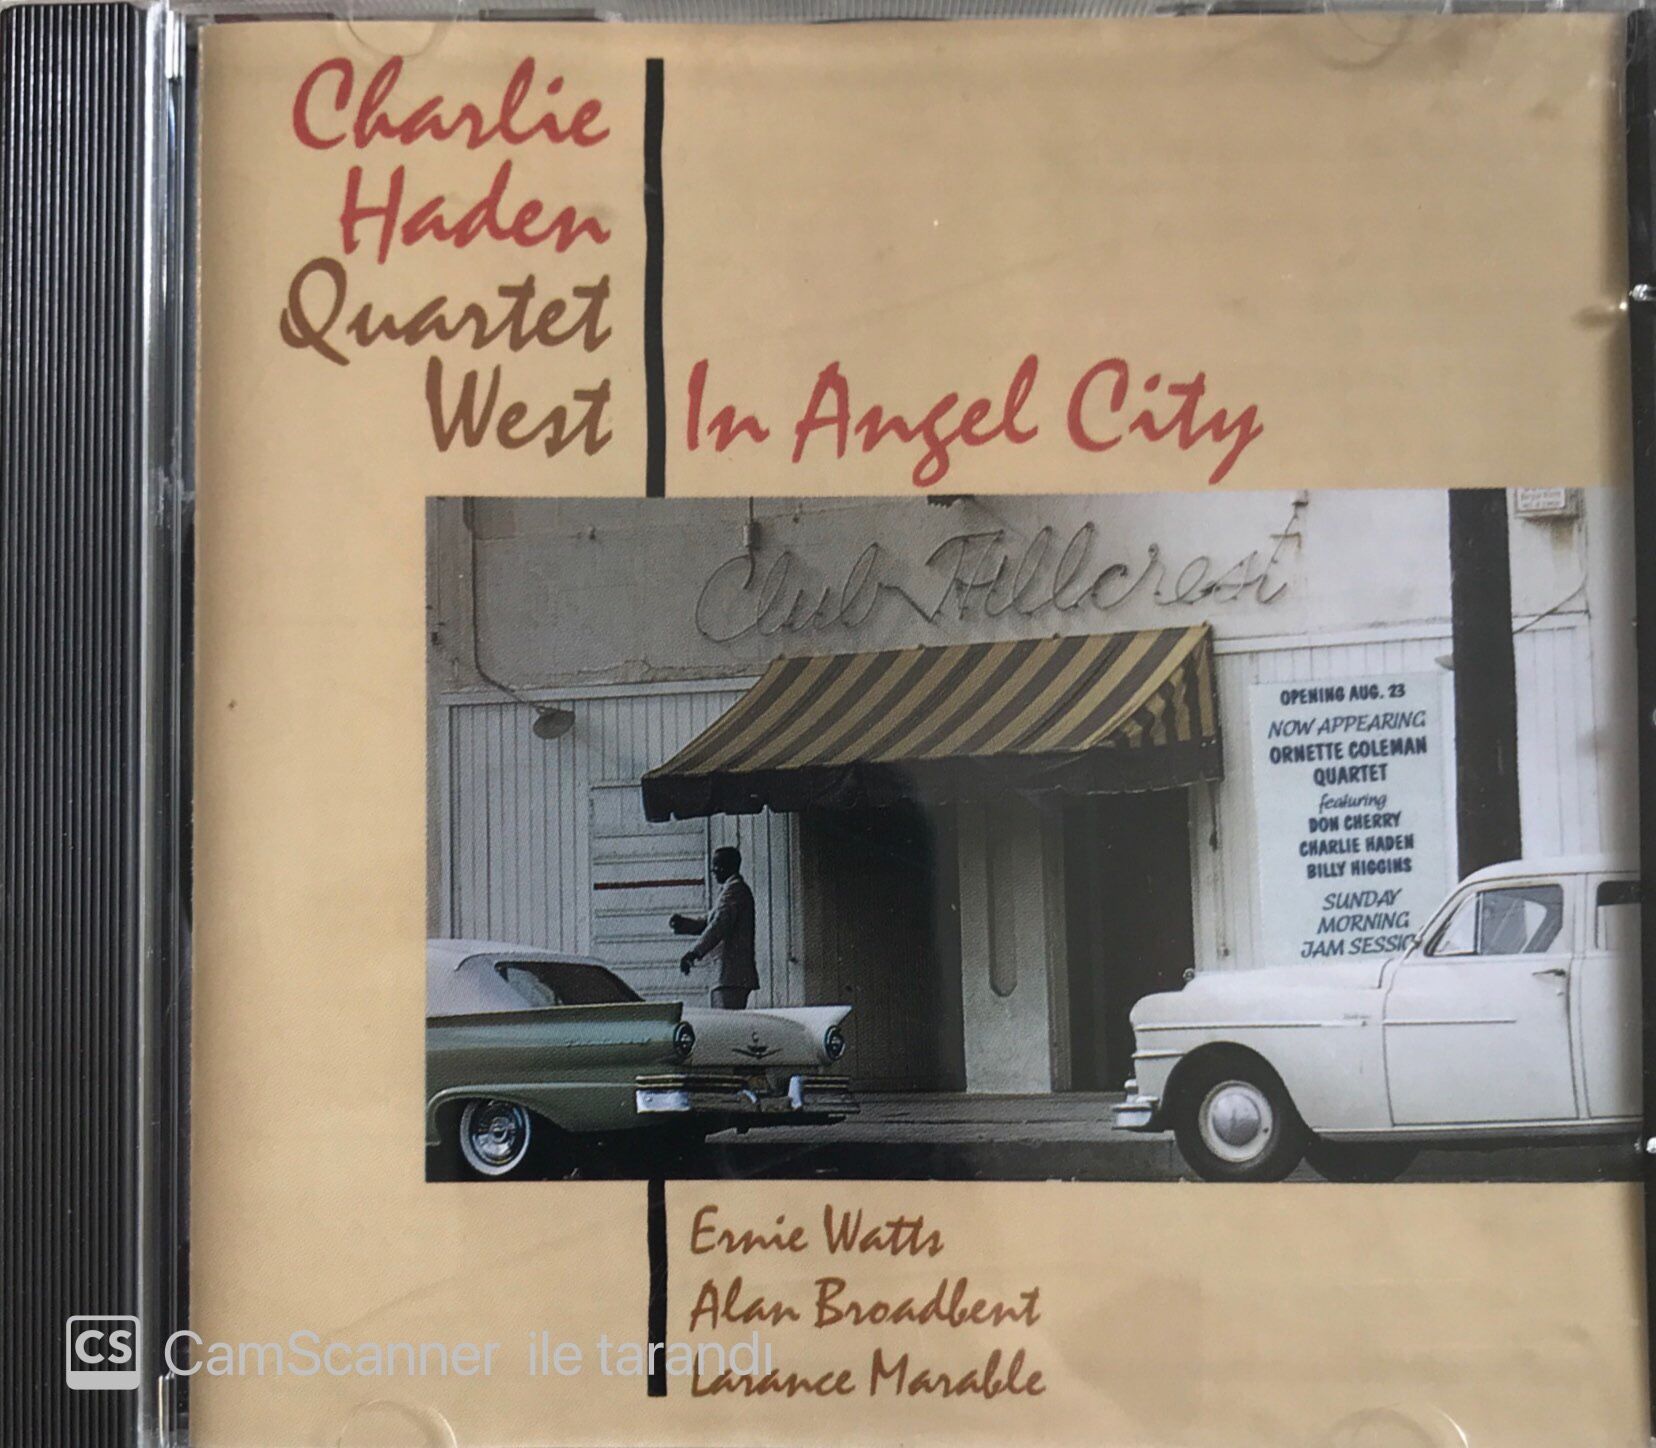 Charlie
Haden
Quartet
West
In Angel City
Club Hillcrest
OPENING AUG. 23
NOW APPEARING
ORNETTE COLEMAN
QUARTET
featuring
DON CHERRY
CHARLIE HADEN
BILLY HIGGINS
SUNDAY
MORNING
JAM SESSIO
Ernie Watts
Alan Broadbent
Larance Marable
CS CamScanner ile tarandı